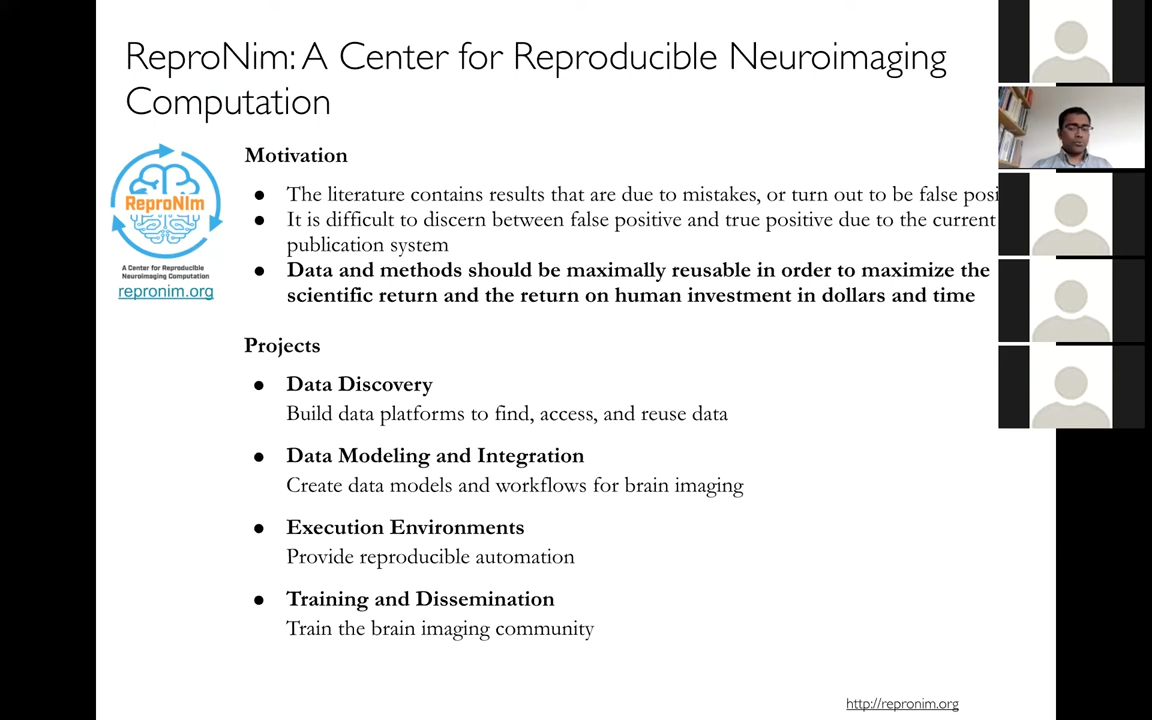 ReproNim: A Center for Reproducible Neuroimaging
Computation
Motivation
● The literature contains results that are due to mistakes, or turn out to be false posi
● It is difficult to discern between false positive and true positive due to the current
publication system
● Data and methods should be maximally reusable in order to maximize the
scientific return and the return on human investment in dollars and time
ReproNim
A Center for Reproducible
Neuroimaging Computation
repronim.org
Projects
● Data Discovery
Build data platforms to find, access, and reuse data
● Data Modeling and Integration
Create data models and workflows for brain imaging
● Execution Environments
Provide reproducible automation
● Training and Dissemination
Train the brain imaging community
http://repronim.org